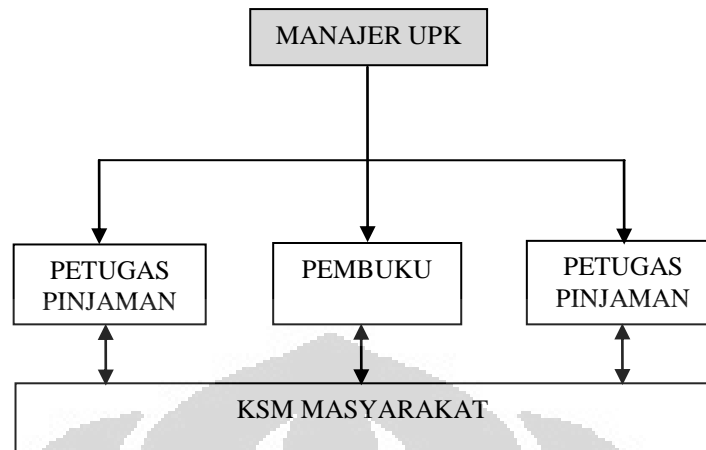 MANAJER UPK
PETUGAS
PINJAMAN
PEMBUKU
PETUGAS
PINJAMAN
KSM MASYARAKAT